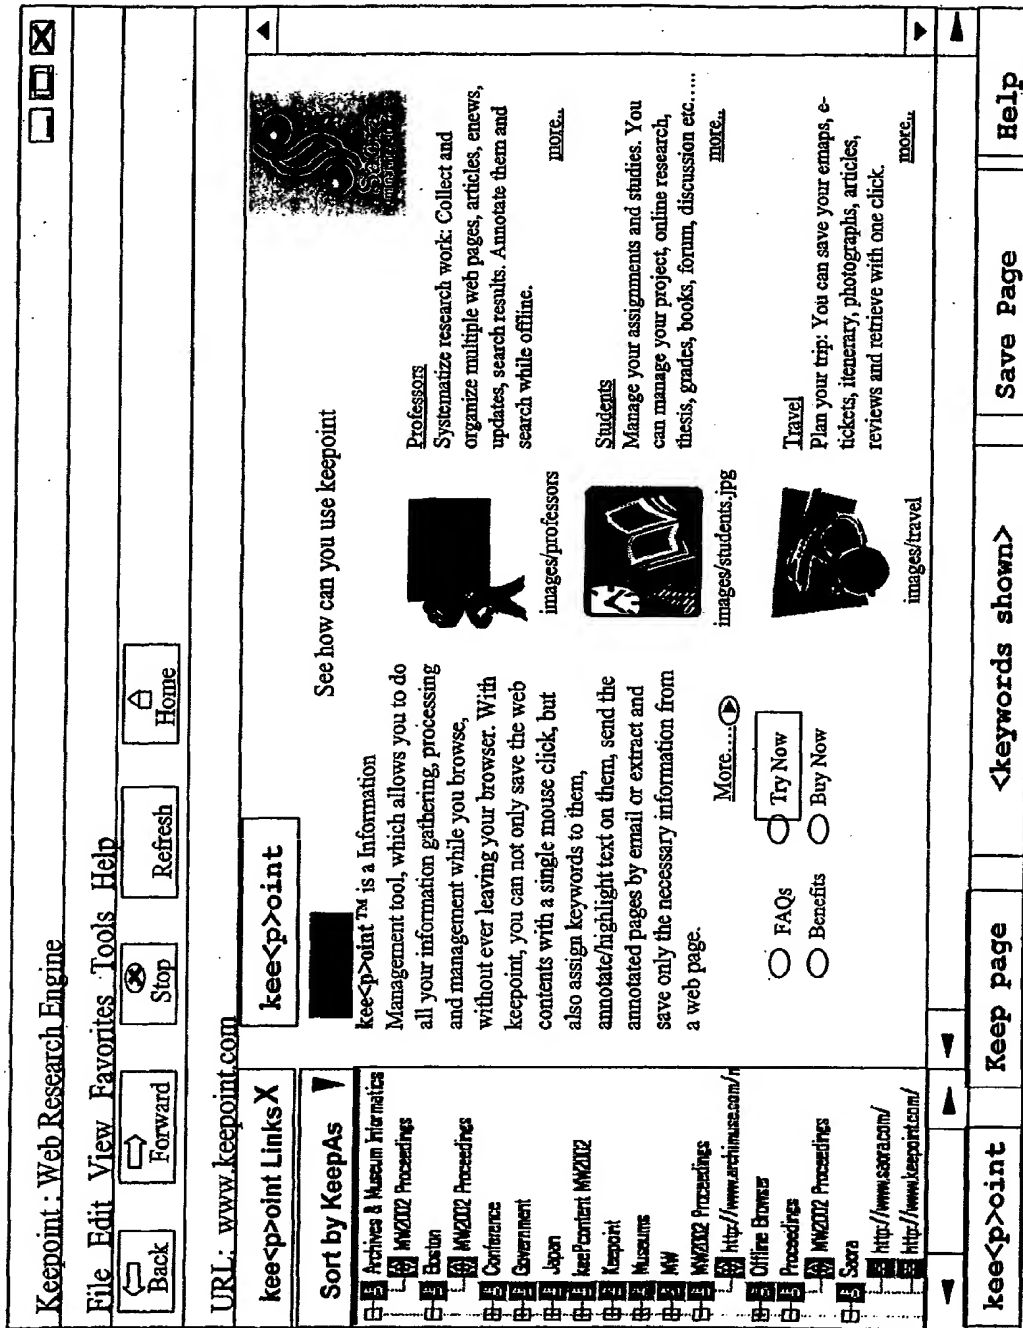 Keepoint : Web Research Engine
File Edit View Favorites Tools Help
Back
Forward
Stop
Refresh
Home
URL: www.keepoint.com
kee<p>oint Links X
kee<p>oint
Sort by KeepAs
Archives & Museum Informatics
MW2002 Proceedings
Boston
MW2002 Proceedings
Conference
Government
Japan
keePcontent MW2002
Keepoint
Museums
MW
MW2002 Proceedings
http://www.archimuse.com/
Offline Browser
Proceedings
MW2002 Proceedings
Saora
http://www.saora.com/
http://www.keepoint.com/
kee<p>oint ™ is a Information
Management tool, which allows you to do
all your information gathering, processing
and management while you browse,
without ever leaving your browser. With
keepoint, you can not only save the web
contents with a single mouse click, but
also assign keywords to them,
annotate/highlight text on them, send the
annotated pages by email or extract and
save only the necessary information from
a web page.
More.....
FAQs
Try Now
Benefits
Buy Now
See how can you use keepoint
images/professors
Professors
Systematize research work: Collect and
organize multiple web pages, articles, enews,
updates, search results. Annotate them and
search while offline.
more..
images/students.jpg
Students
Manage your assignments and studies. You
can manage your project, online research,
thesis, grades, books, forum, discussion etc.....
more..
images/travel
Travel
Plan your trip: You can save your emaps, e-
tickets, itenerary, photographs, articles,
reviews and retrieve with one click.
more..
kee<p>oint
Keep page
<keywords shown>
Save Page
Help